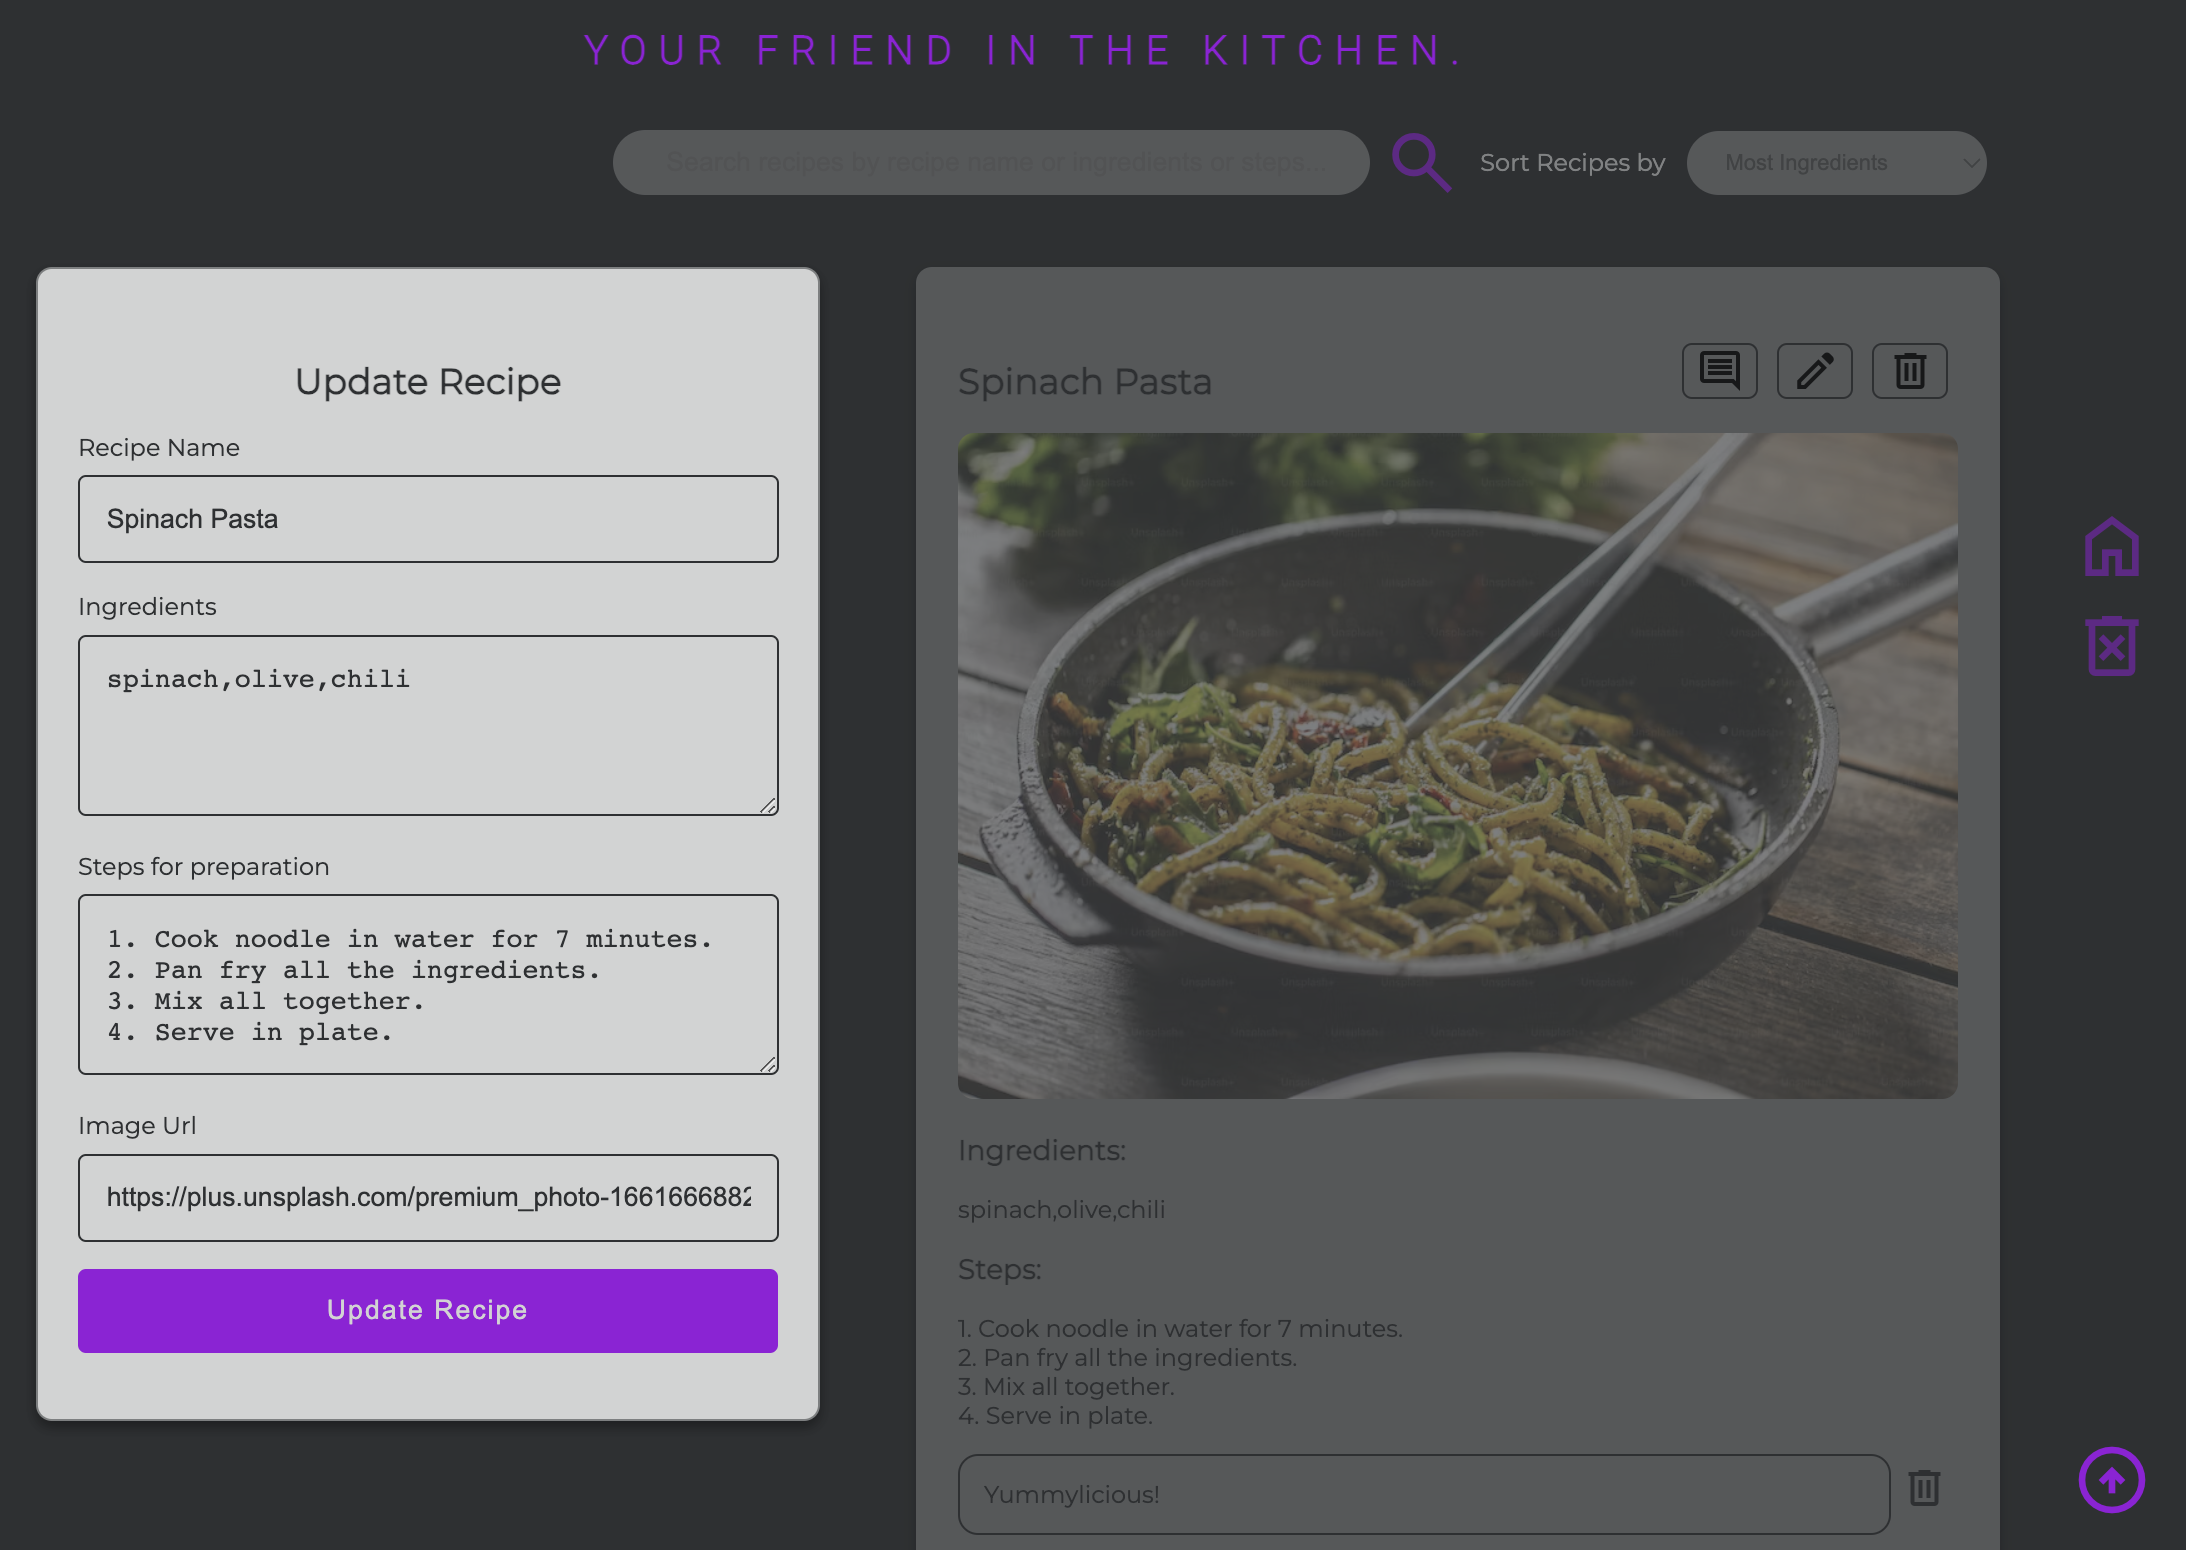 YOUR FRIEND IN THE KITCHEN.
Search recipes by recipe name or ingredients or steps...
Sort Recipes by
Most Ingredients
Update Recipe
Recipe Name
Spinach Pasta
Ingredients
spinach,olive,chili
Steps for preparation
1. Cook noodle in water for 7 minutes.
2. Pan fry all the ingredients.
3. Mix all together.
4. Serve in plate.
Image Url
https://plus.unsplash.com/premium_photo-166166688
Update Recipe
Spinach Pasta
Ingredients:
spinach,olive,chili
Steps:
1. Cook noodle in water for 7 minutes.
2. Pan fry all the ingredients.
3. Mix all together.
4. Serve in plate.
Yummylicious!